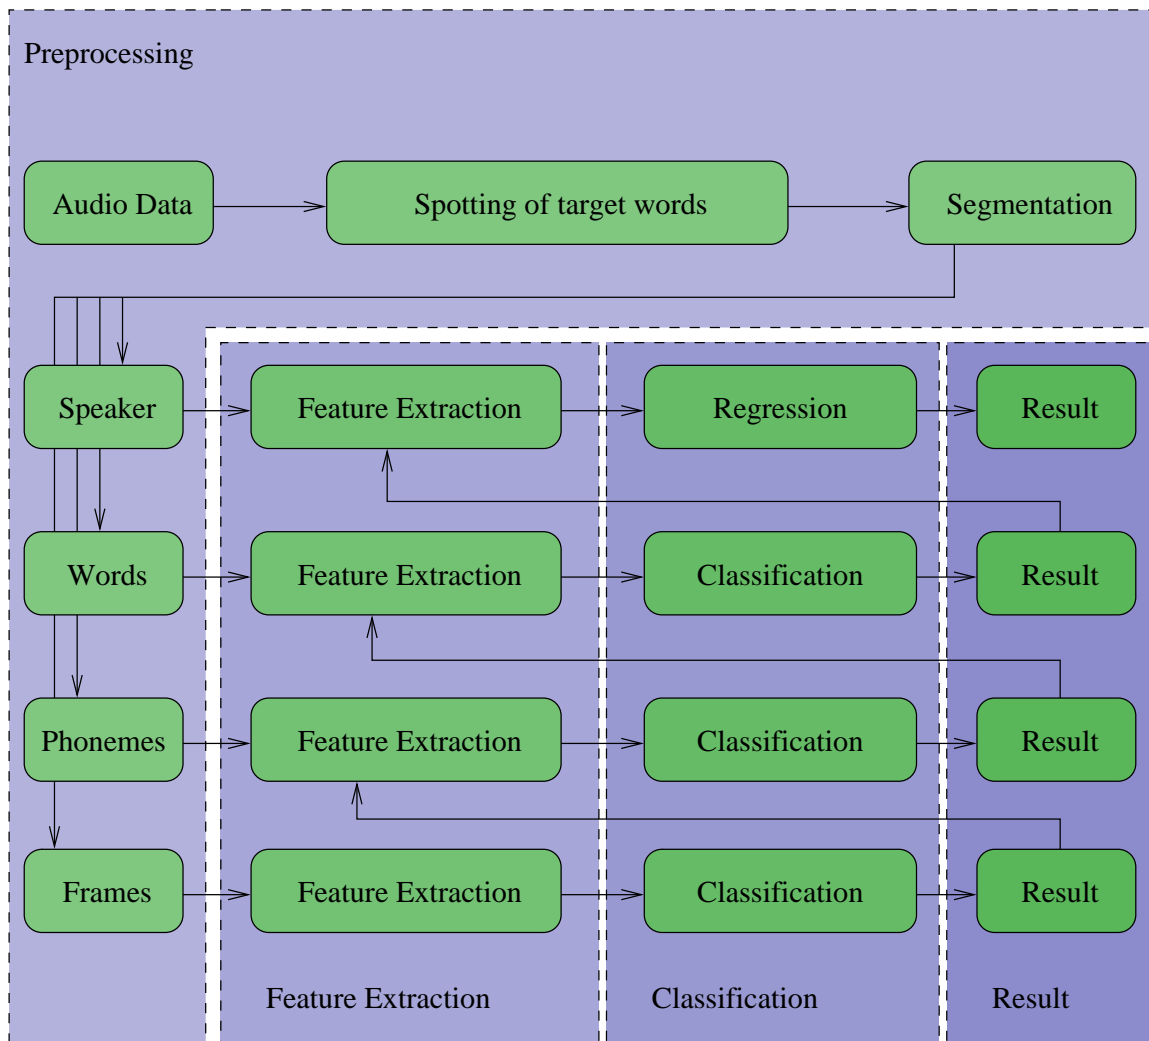 Preprocessing
Audio Data
Spotting of target words
Segmentation
Speaker
Feature Extraction
Regression
Result
Words
Feature Extraction
Classification
Result
Phonemes
Feature Extraction
Classification
Result
Frames
Feature Extraction
Classification
Result
Feature Extraction
Classification
Result